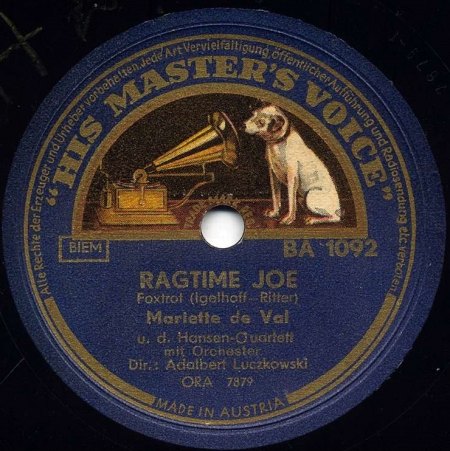 Alle Rechte der Erzeuger und Urheber vorbehalten. Jede Art Vervielfältigung, öffentlicher Aufführung und Radiosendung etc. verboten
"HIS MASTER'S VOICE"
BIEM
BA 1092
RAGTIME JOE
Foxtrot (Igelhoff - Ritter)
Mariette de Val
u. d. Hansen-Quartett
mit Orchester
Dir.: Adalbert Luczkowski
ORA 7879
MADE IN AUSTRIA